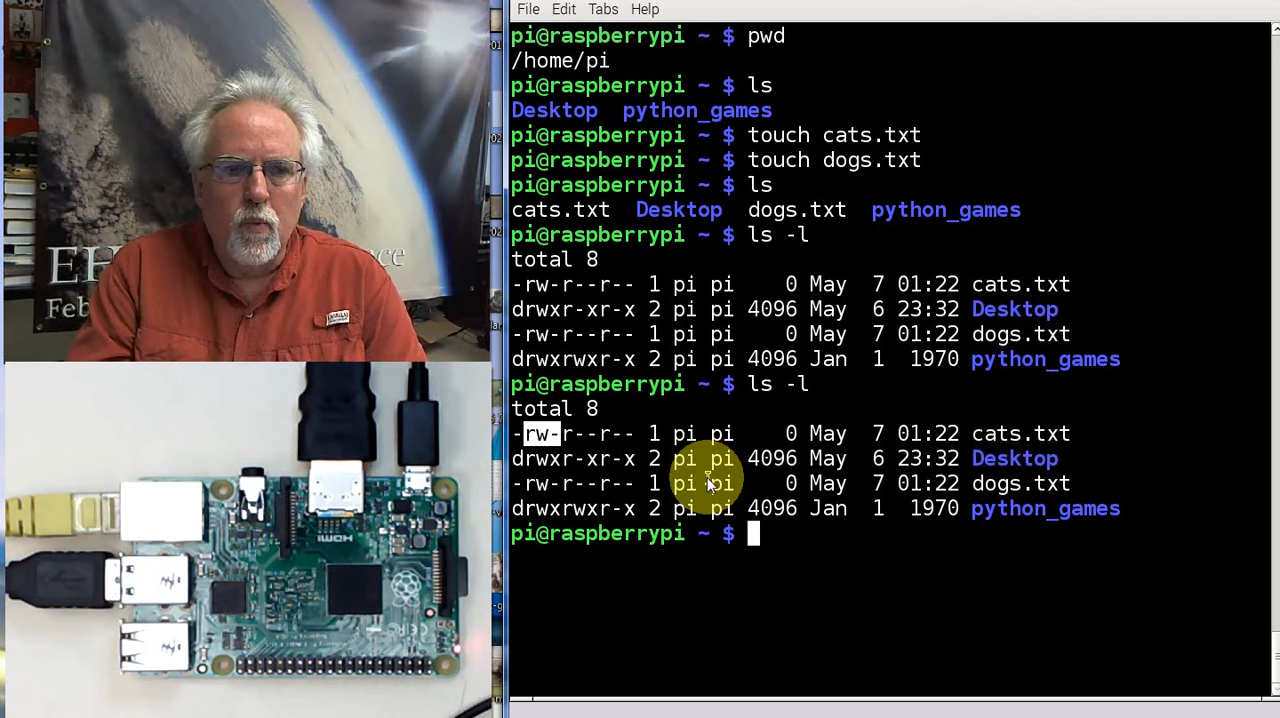 File Edit Tabs Help
pi@raspberrypi ~ $ pwd
/home/pi
pi@raspberrypi ~ $ ls
Desktop python_games
pi@raspberrypi ~ $ touch cats.txt
pi@raspberrypi ~ $ touch dogs.txt
pi@raspberrypi ~ $ ls
cats.txt Desktop dogs.txt python_games
pi@raspberrypi ~ $ ls -l
total 8
-rw-r--r-- 1 pi pi 0 May 7 01:22 cats.txt
drwxr-xr-x 2 pi pi 4096 May 6 23:32 Desktop
-rw-r--r-- 1 pi pi 0 May 7 01:22 dogs.txt
drwxrwxr-x 2 pi pi 4096 Jan 1 1970 python_games
pi@raspberrypi ~ $ ls -l
total 8
-rw-r--r-- 1 pi pi 0 May 7 01:22 cats.txt
drwxr-xr-x 2 pi pi 4096 May 6 23:32 Desktop
-rw-r--r-- 1 pi pi 0 May 7 01:22 dogs.txt
drwxrwxr-x 2 pi pi 4096 Jan 1 1970 python_games
pi@raspberrypi ~ $
HDMI